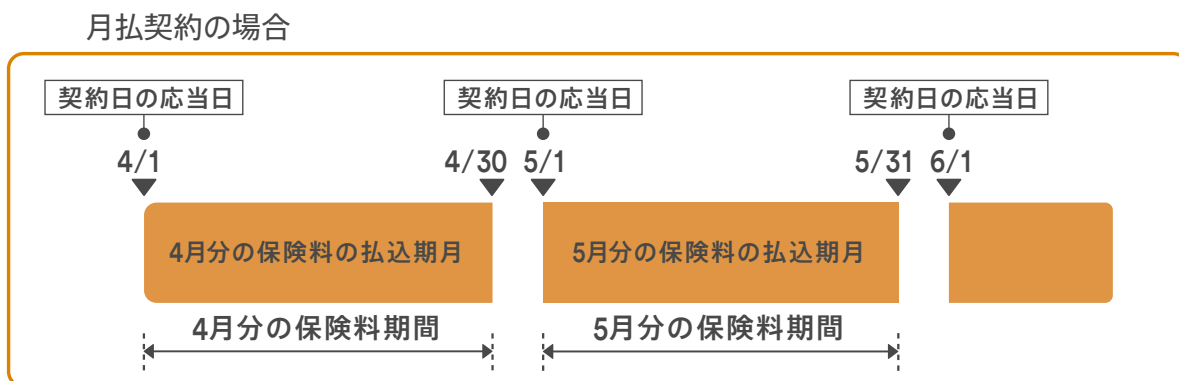 月払契約の場合
契約日の応当日 契約日の応当日 契約日の応当日
4/1 4/30 5/1 5/31 6/1
4月分の保険料の払込期月 5月分の保険料の払込期月
4月分の保険料期間 5月分の保険料期間